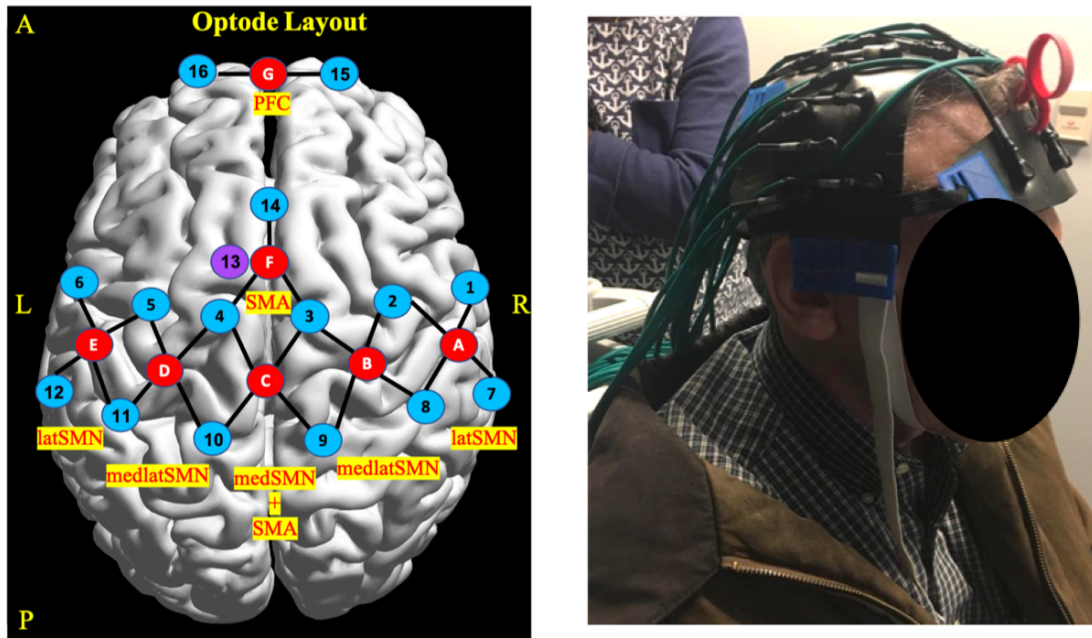 A
Optode Layout
16
G
15
PFC
14
13
F
6
L
5
4
SMA
3
2
1
R
E
D
C
B
A
12
11
10
9
8
7
latSMN
medlatSMN
medSMN
+
SMA
medlatSMN
latSMN
P